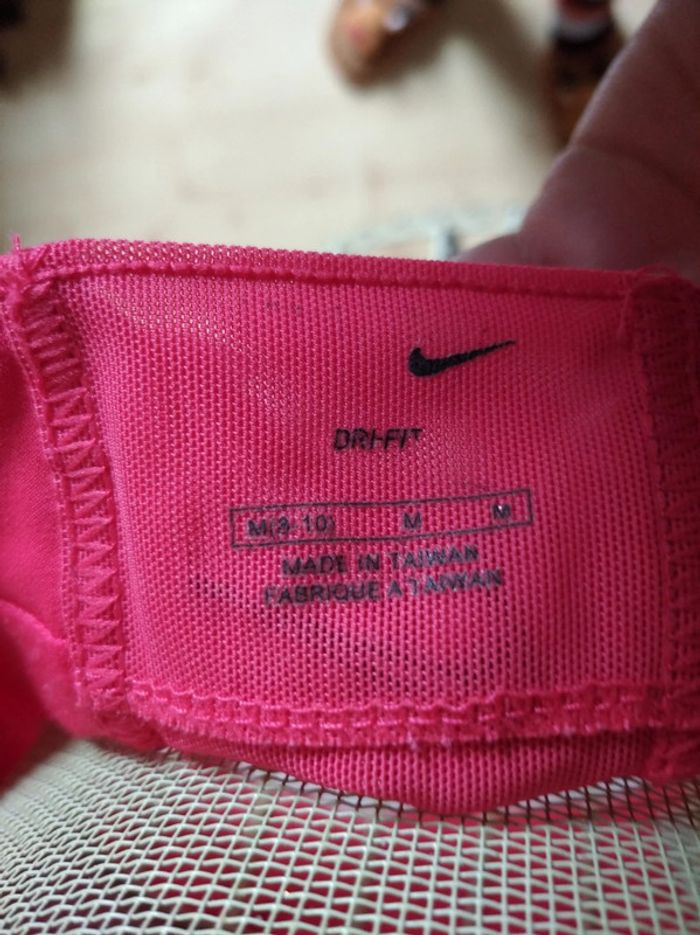 DRI-FIT
M(8-10) M M
MADE IN TAIWAN
FABRIQUE A TAIWAN